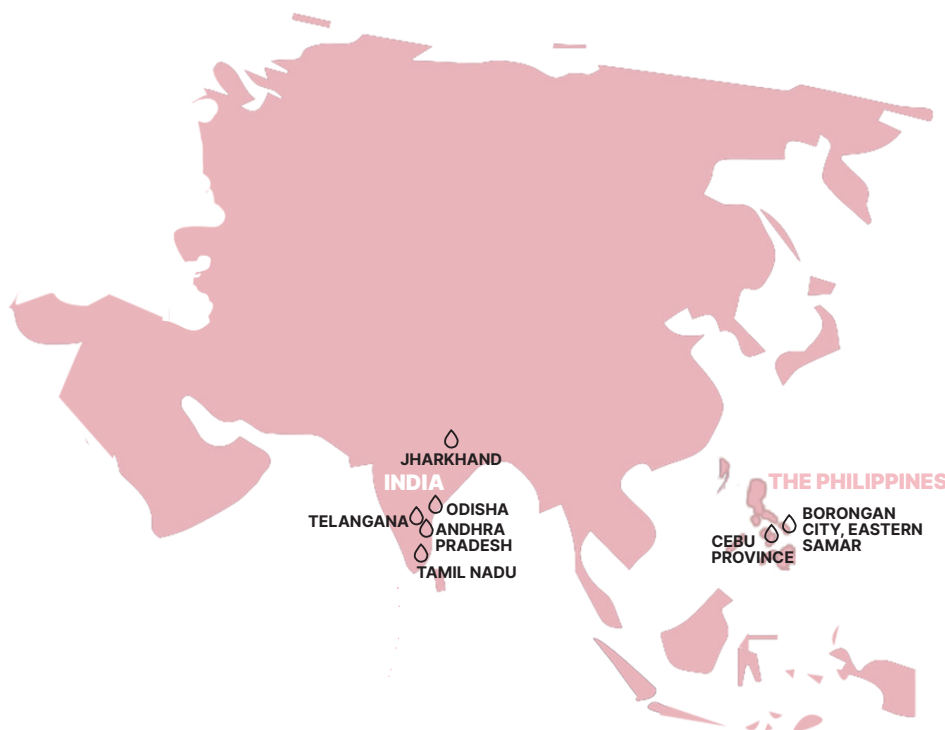 JHARKHAND
INDIA
ODISHA
TELANGANA
ANDHRA
PRADESH
TAMIL NADU
THE PHILIPPINES
BORONGAN
CITY, EASTERN
SAMAR
CEBU
PROVINCE